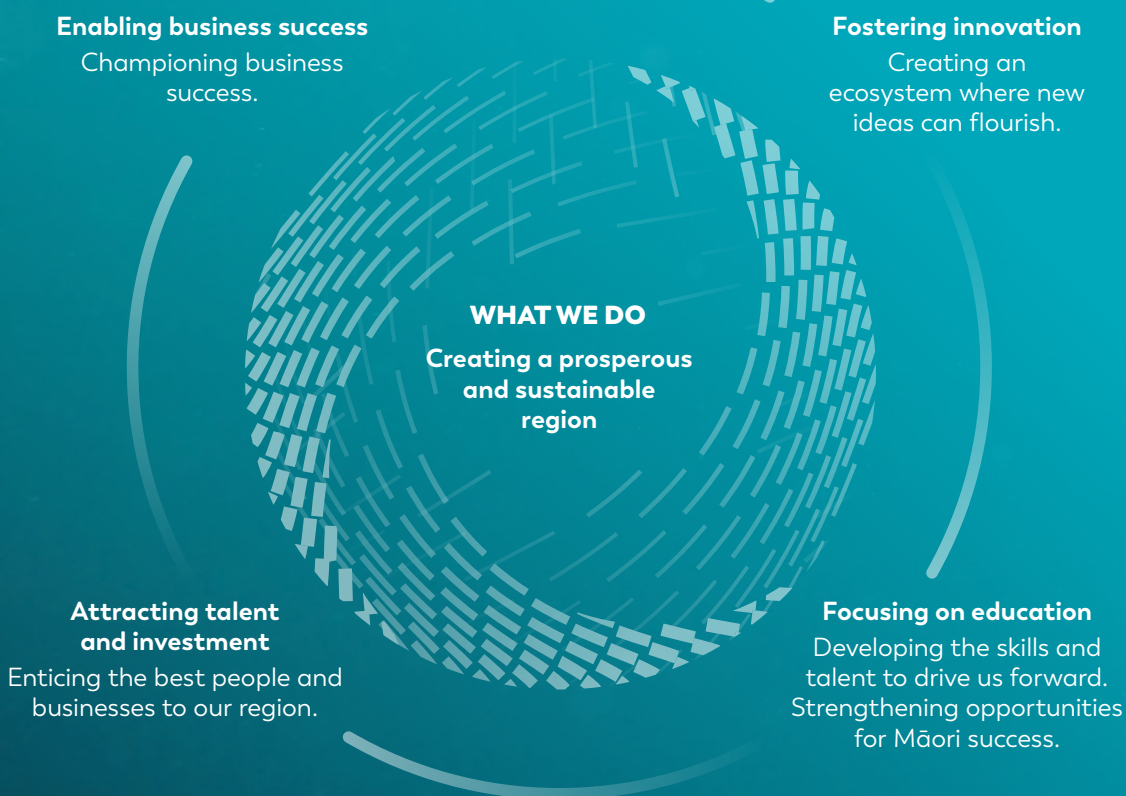 Enabling business success
Championing business
success.
Fostering innovation
Creating an
ecosystem where new
ideas can flourish.
WHAT WE DO
Creating a prosperous
and sustainable
region
Attracting talent
and investment
Enticing the best people and
businesses to our region.
Focusing on education
Developing the skills and
talent to drive us forward.
Strengthening opportunities
for Māori success.